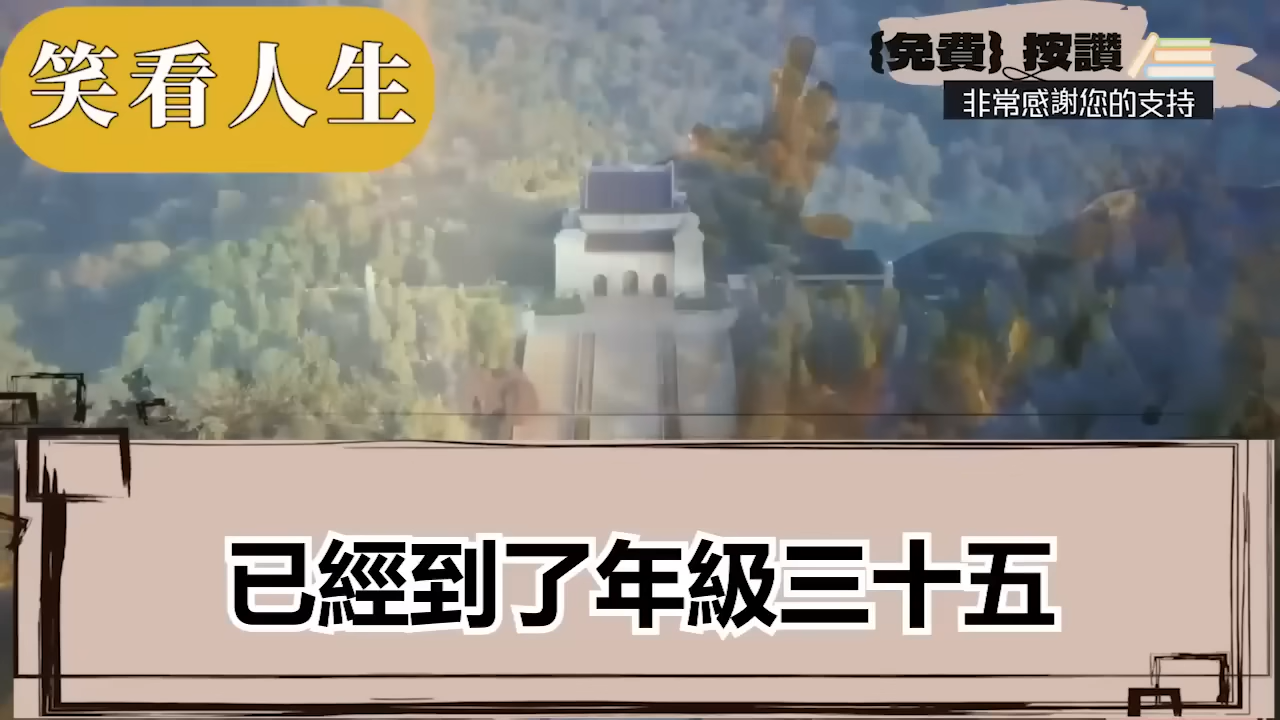 笑看人生
{免費} 按讚
非常感謝您的支持
已經到了年級三十五